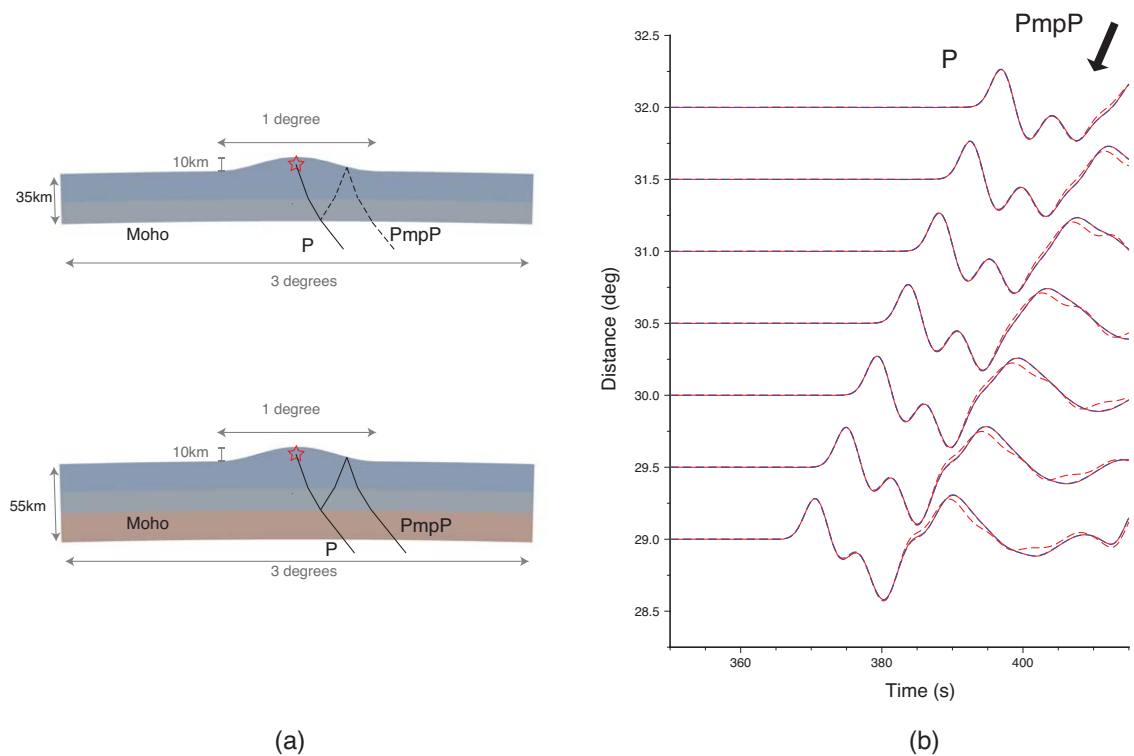 1 degree
10km
35km
Moho
P
PmpP
3 degrees
1 degree
10km
55km
Moho
P
PmpP
3 degrees
(a)
PmpP
P
32.5
32.0
31.5
31.0
30.5
30.0
29.5
29.0
28.5
Distance (deg)
360
380
400
Time (s)
(b)